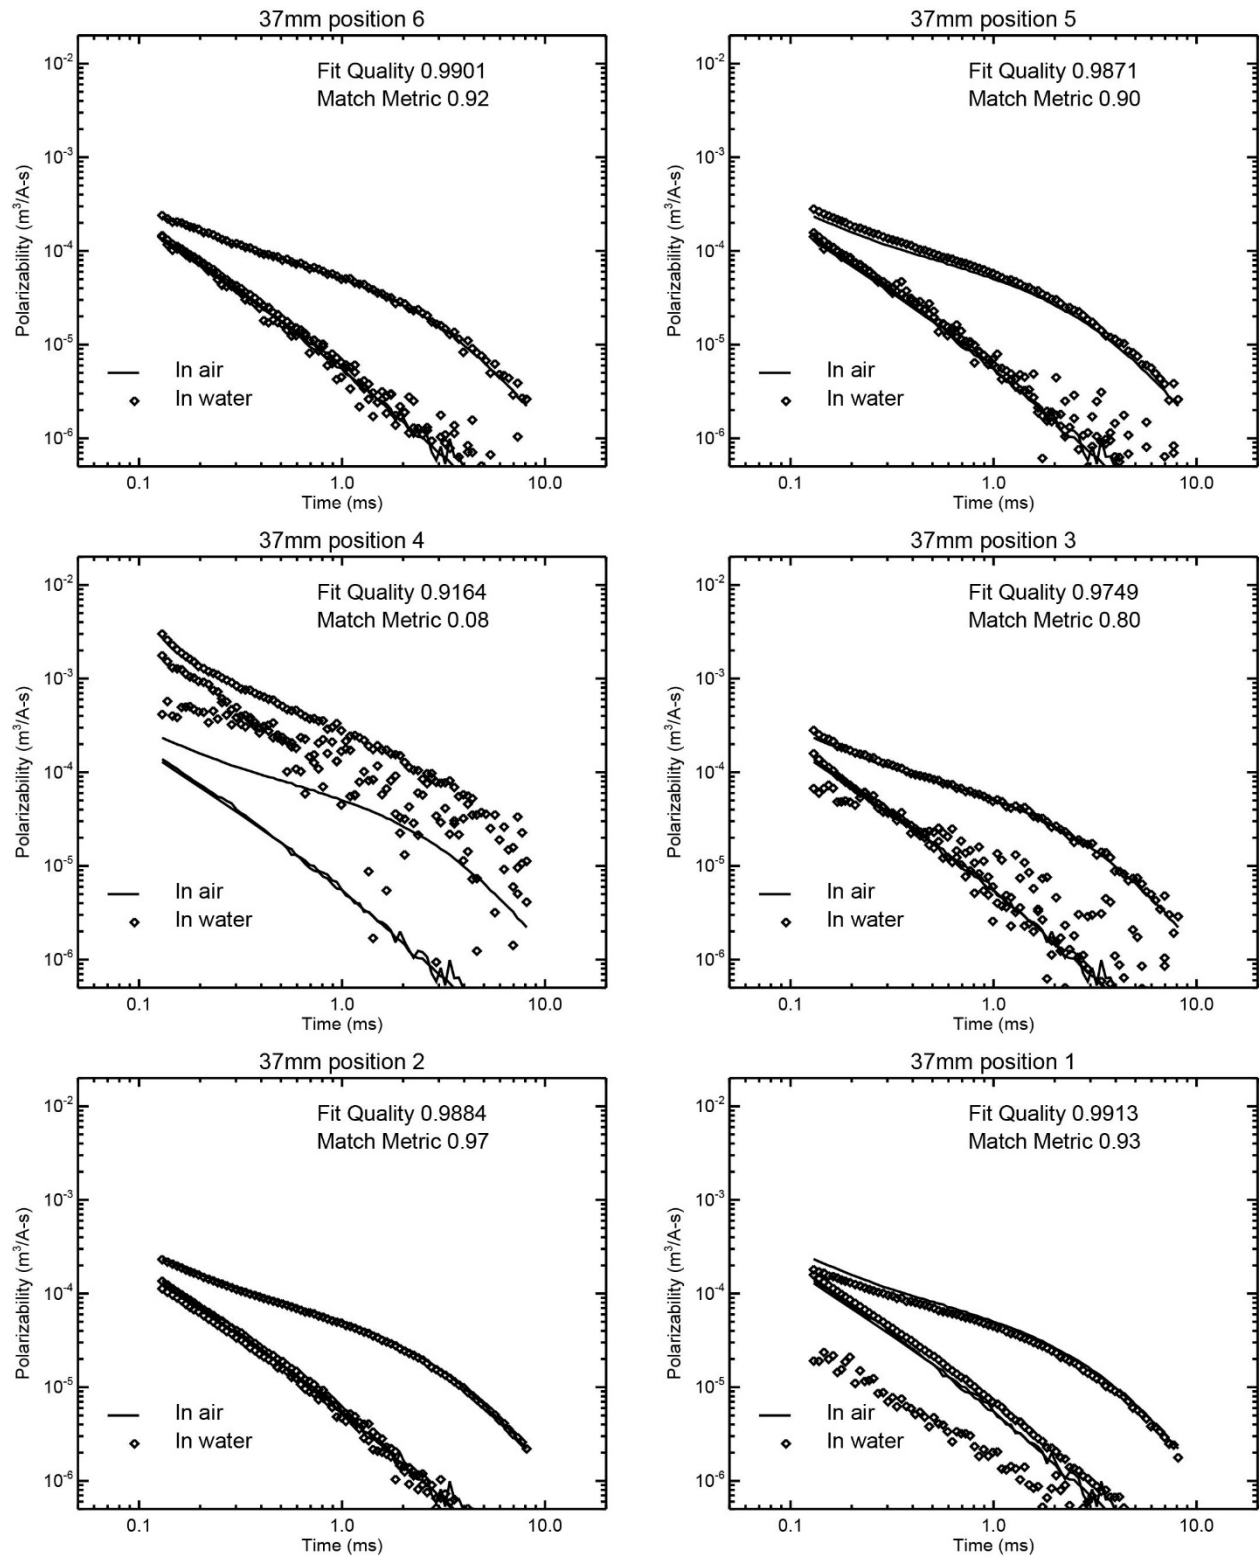 37mm position 6
Fit Quality 0.9901
Match Metric 0.92
10⁻²
10⁻³
10⁻⁴
10⁻⁵
10⁻⁶
Polarizability (m³/A-s)
In air
In water
0.1 1.0 10.0
Time (ms)
37mm position 5
Fit Quality 0.9871
Match Metric 0.90
10⁻²
10⁻³
10⁻⁴
10⁻⁵
10⁻⁶
Polarizability (m³/A-s)
In air
In water
0.1 1.0 10.0
Time (ms)
37mm position 4
Fit Quality 0.9164
Match Metric 0.08
10⁻²
10⁻³
10⁻⁴
10⁻⁵
10⁻⁶
Polarizability (m³/A-s)
In air
In water
0.1 1.0 10.0
Time (ms)
37mm position 3
Fit Quality 0.9749
Match Metric 0.80
10⁻²
10⁻³
10⁻⁴
10⁻⁵
10⁻⁶
Polarizability (m³/A-s)
In air
In water
0.1 1.0 10.0
Time (ms)
37mm position 2
Fit Quality 0.9884
Match Metric 0.97
10⁻²
10⁻³
10⁻⁴
10⁻⁵
10⁻⁶
Polarizability (m³/A-s)
In air
In water
0.1 1.0 10.0
Time (ms)
37mm position 1
Fit Quality 0.9913
Match Metric 0.93
10⁻²
10⁻³
10⁻⁴
10⁻⁵
10⁻⁶
Polarizability (m³/A-s)
In air
In water
0.1 1.0 10.0
Time (ms)